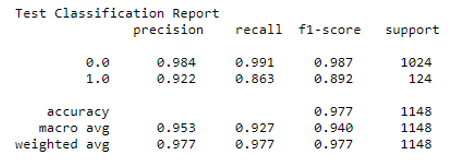 Test Classification Report
precision recall f1-score support
0.0 0.984 0.991 0.987 1024
1.0 0.922 0.863 0.892 124
accuracy 0.977 1148
macro avg 0.953 0.927 0.940 1148
weighted avg 0.977 0.977 0.977 1148